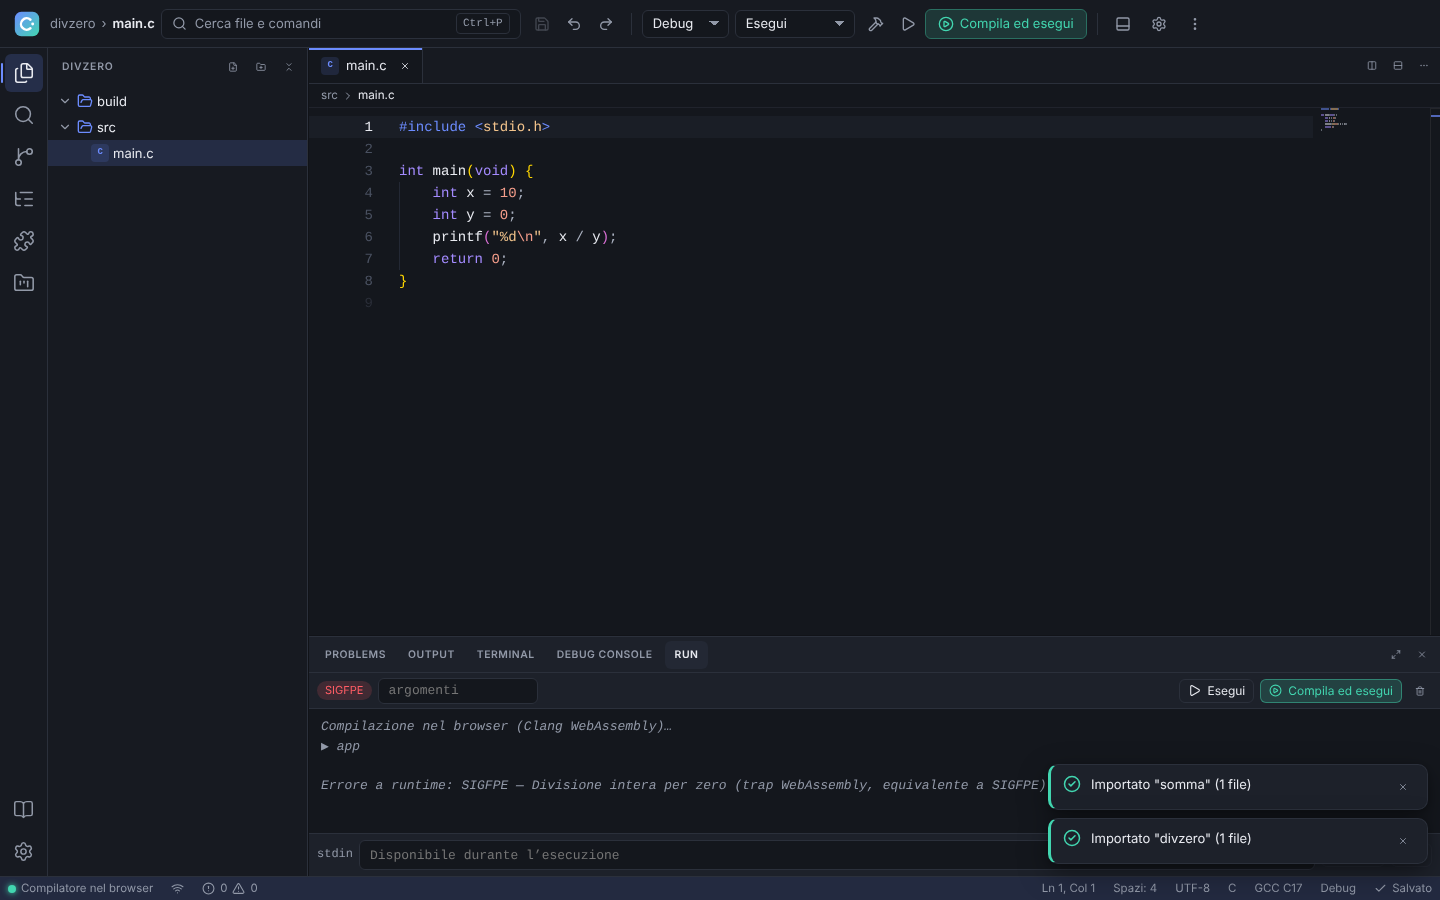 divzero › main.c
Cerca file e comandi
Ctrl+P
Debug
Esegui
Compila ed esegui
DIVZERO
build
src
C main.c
C main.c ×
src › main.c
1 #include <stdio.h>
2
3 int main(void) {
4     int x = 10;
5     int y = 0;
6     printf("%d\n", x / y);
7     return 0;
8 }
9
PROBLEMS OUTPUT TERMINAL DEBUG CONSOLE RUN
SIGFPE argomenti
Esegui Compila ed esegui
Compilazione nel browser (Clang WebAssembly)…
▶ app
Errore a runtime: SIGFPE — Divisione intera per zero (trap WebAssembly, equivalente a SIGFPE)
Importato "somma" (1 file)
Importato "divzero" (1 file)
stdin Disponibile durante l’esecuzione
Compilatore nel browser 0 0
Ln 1, Col 1 Spazi: 4 UTF-8 C GCC C17 Debug Salvato